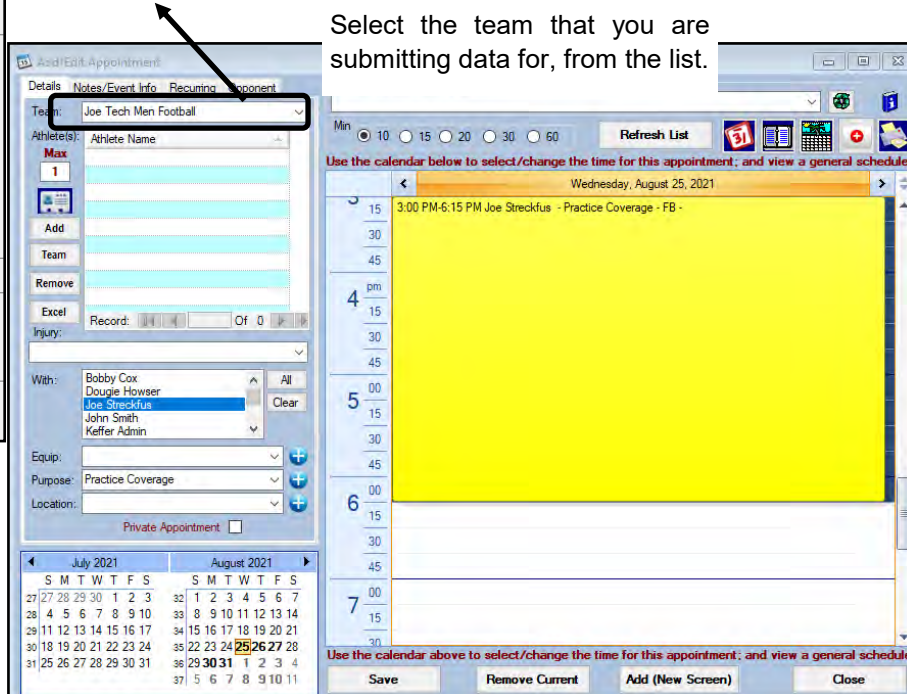 Select the team that you are
submitting data for, from the list.
Add/Edit Appointment
Details Notes/Event Info Recurring Opponent
Team: Joe Tech Men Football
Athlete(s): Athlete Name
Max
1
Add
Team
Remove
Excel
Record: Of 0
Injury:
With: Bobby Cox
Dougie Howser
Joe Streckfus
John Smith
Keffer Admin
All
Clear
Equip:
Purpose: Practice Coverage
Location:
Private Appointment
July 2021
S M T W T F S
27 27 28 29 30 1 2 3
28 4 5 6 7 8 9 10
29 11 12 13 14 15 16 17
30 18 19 20 21 22 23 24
31 25 26 27 28 29 30 31
August 2021
S M T W T F S
32 1 2 3 4 5 6 7
33 8 9 10 11 12 13 14
34 15 16 17 18 19 20 21
35 22 23 24 25 26 27 28
36 29 30 31 1 2 3 4
37 5 6 7 8 9 10 11
Min 10 15 20 30 60 Refresh List
31
Use the calendar below to select/change the time for this appointment; and view a general schedule
Wednesday, August 25, 2021
3:00 PM-6:15 PM Joe Streckfus - Practice Coverage - FB -
15
30
45
4 pm
15
30
45
5 00
15
30
45
6 00
15
30
45
7 00
15
30
Use the calendar above to select/change the time for this appointment; and view a general schedule
Save Remove Current Add (New Screen) Close